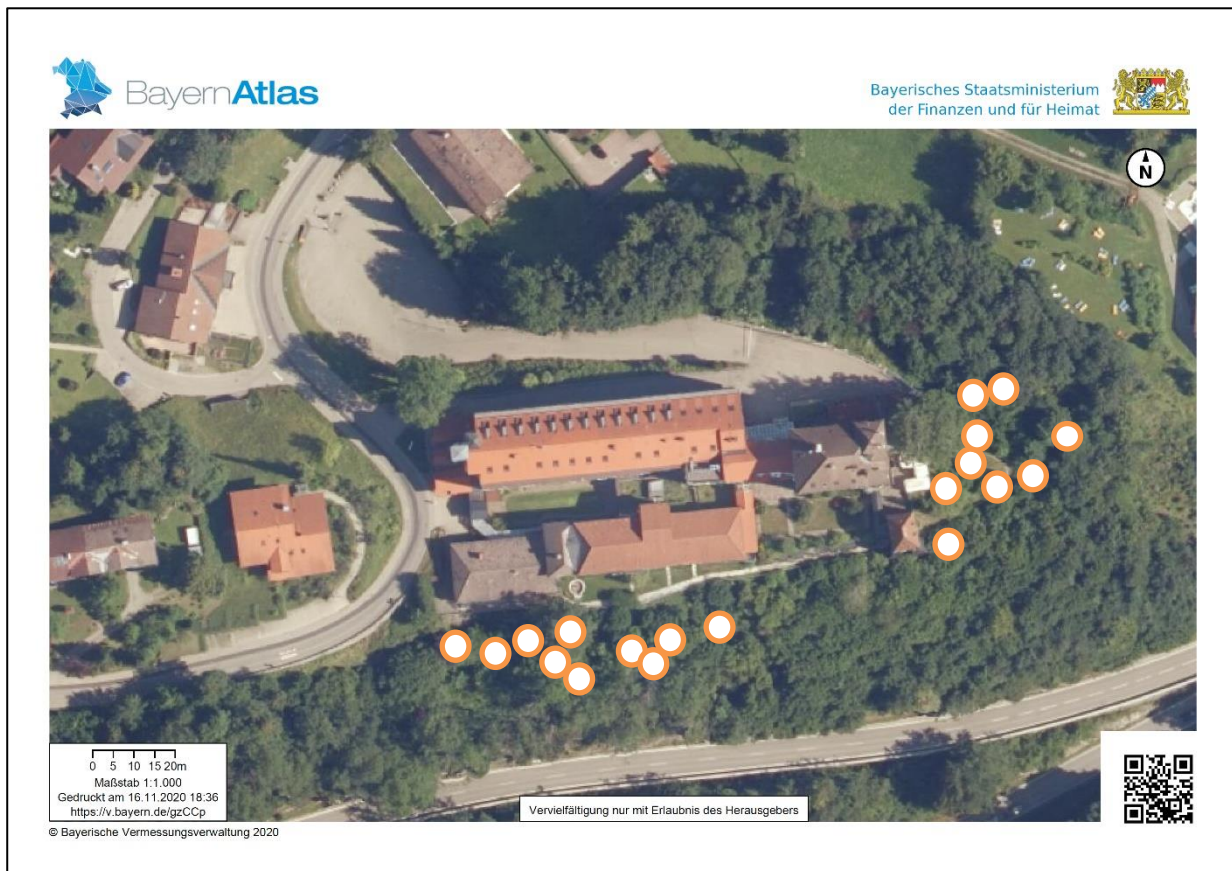 BayernAtlas
Bayerisches Staatsministerium
der Finanzen und für Heimat
N
0 5 10 15 20m
Maßstab 1:1.000
Gedruckt am 16.11.2020 18:36
https://v.bayern.de/gzCCp
Vervielfältigung nur mit Erlaubnis des Herausgebers
© Bayerische Vermessungsverwaltung 2020